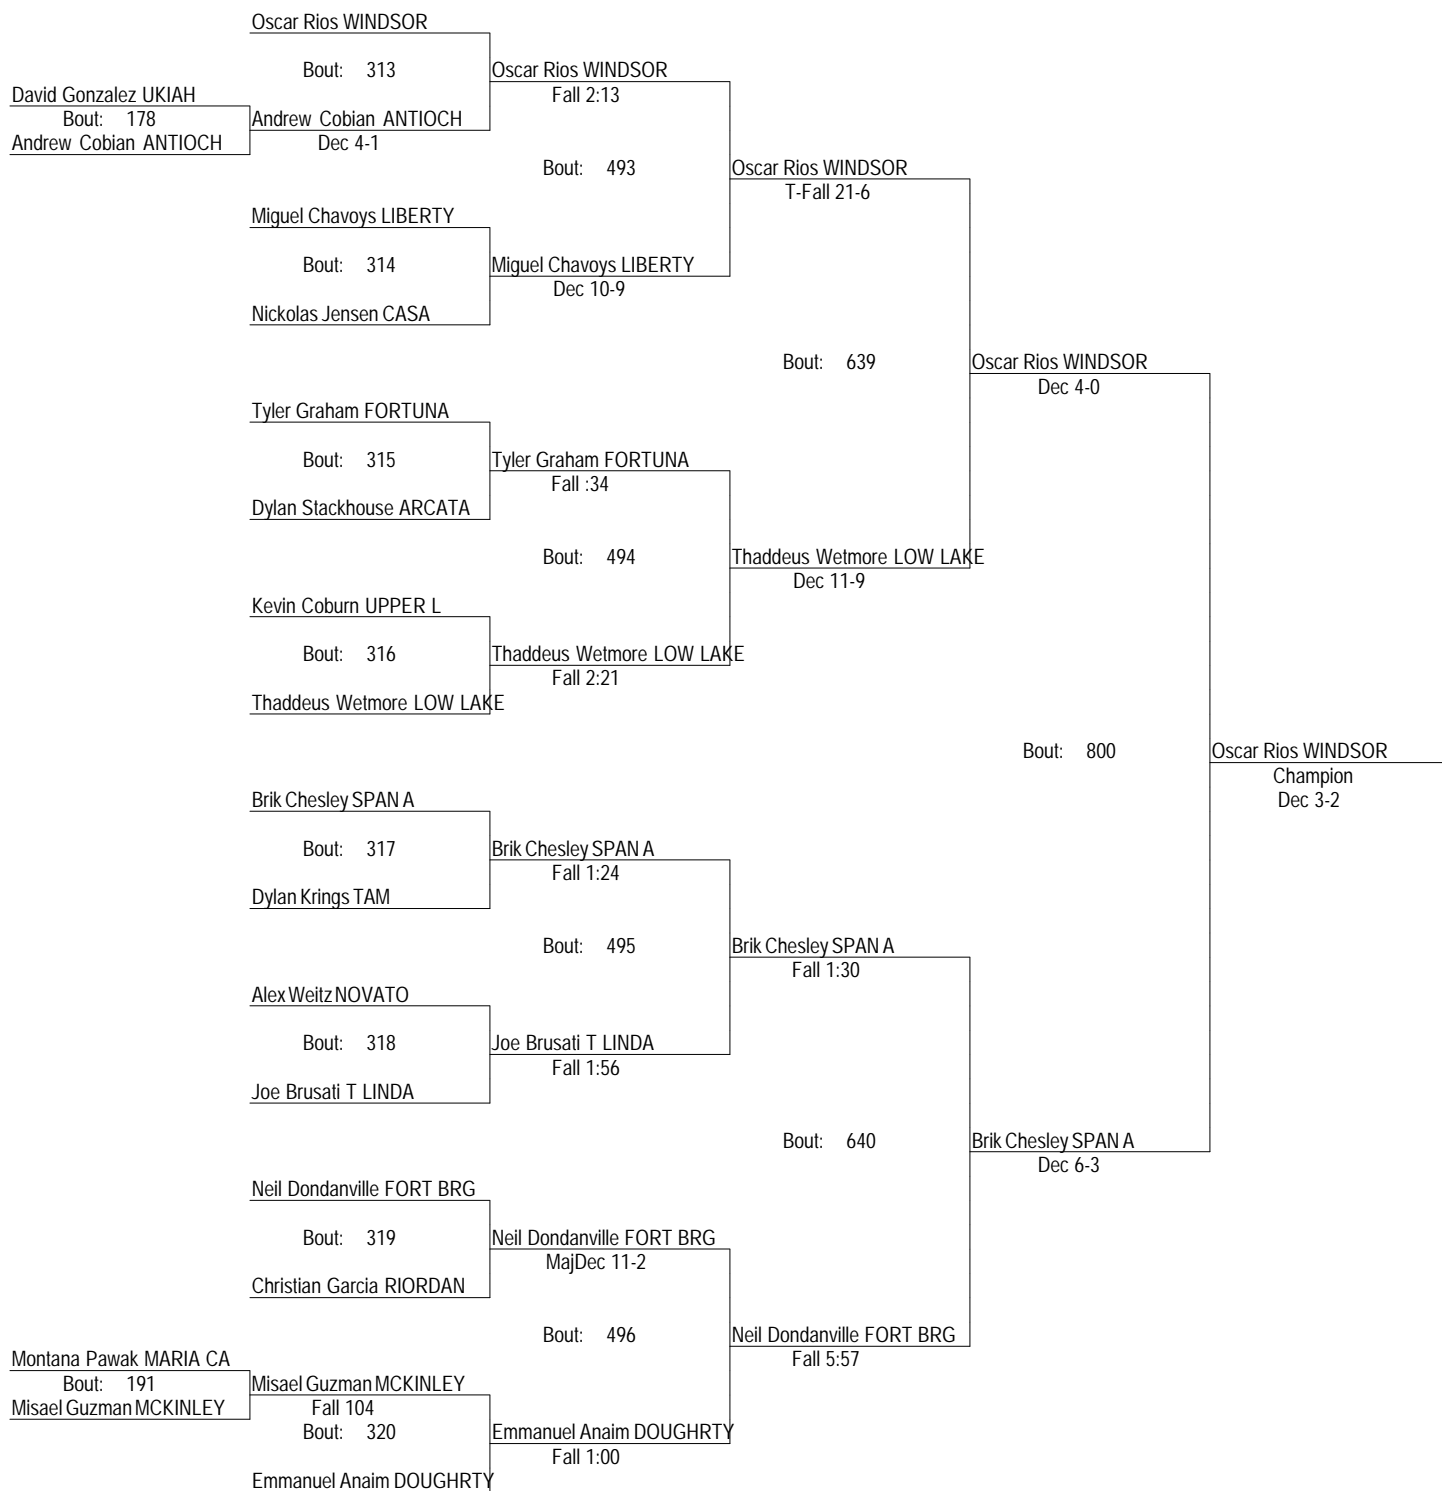 Oscar Rios WINDSOR
Bout: 313
Oscar Rios WINDSOR
Fall 2:13
David Gonzalez UKIAH
Bout: 178
Andrew Cobian ANTIOCH
Andrew Cobian ANTIOCH
Dec 4-1
Bout: 493
Oscar Rios WINDSOR
T-Fall 21-6
Miguel Chavoys LIBERTY
Bout: 314
Miguel Chavoys LIBERTY
Dec 10-9
Nickolas Jensen CASA
Bout: 639
Oscar Rios WINDSOR
Dec 4-0
Tyler Graham FORTUNA
Bout: 315
Tyler Graham FORTUNA
Fall :34
Dylan Stackhouse ARCATA
Bout: 494
Thaddeus Wetmore LOW LAKE
Dec 11-9
Kevin Coburn UPPER L
Bout: 316
Thaddeus Wetmore LOW LAKE
Fall 2:21
Thaddeus Wetmore LOW LAKE
Bout: 800
Oscar Rios WINDSOR
Champion
Dec 3-2
Brik Chesley SPAN A
Bout: 317
Brik Chesley SPAN A
Fall 1:24
Dylan Krings TAM
Bout: 495
Brik Chesley SPAN A
Fall 1:30
Alex Weitz NOVATO
Bout: 318
Joe Brusati T LINDA
Fall 1:56
Joe Brusati T LINDA
Bout: 640
Brik Chesley SPAN A
Dec 6-3
Neil Dondanville FORT BRG
Bout: 319
Neil Dondanville FORT BRG
MajDec 11-2
Christian Garcia RIORDAN
Bout: 496
Neil Dondanville FORT BRG
Fall 5:57
Montana Pawak MARIA CA
Bout: 191
Misael Guzman MCKINLEY
Misael Guzman MCKINLEY
Fall 104
Bout: 320
Emmanuel Anaim DOUGHRTY
Fall 1:00
Emmanuel Anaim DOUGHRTY